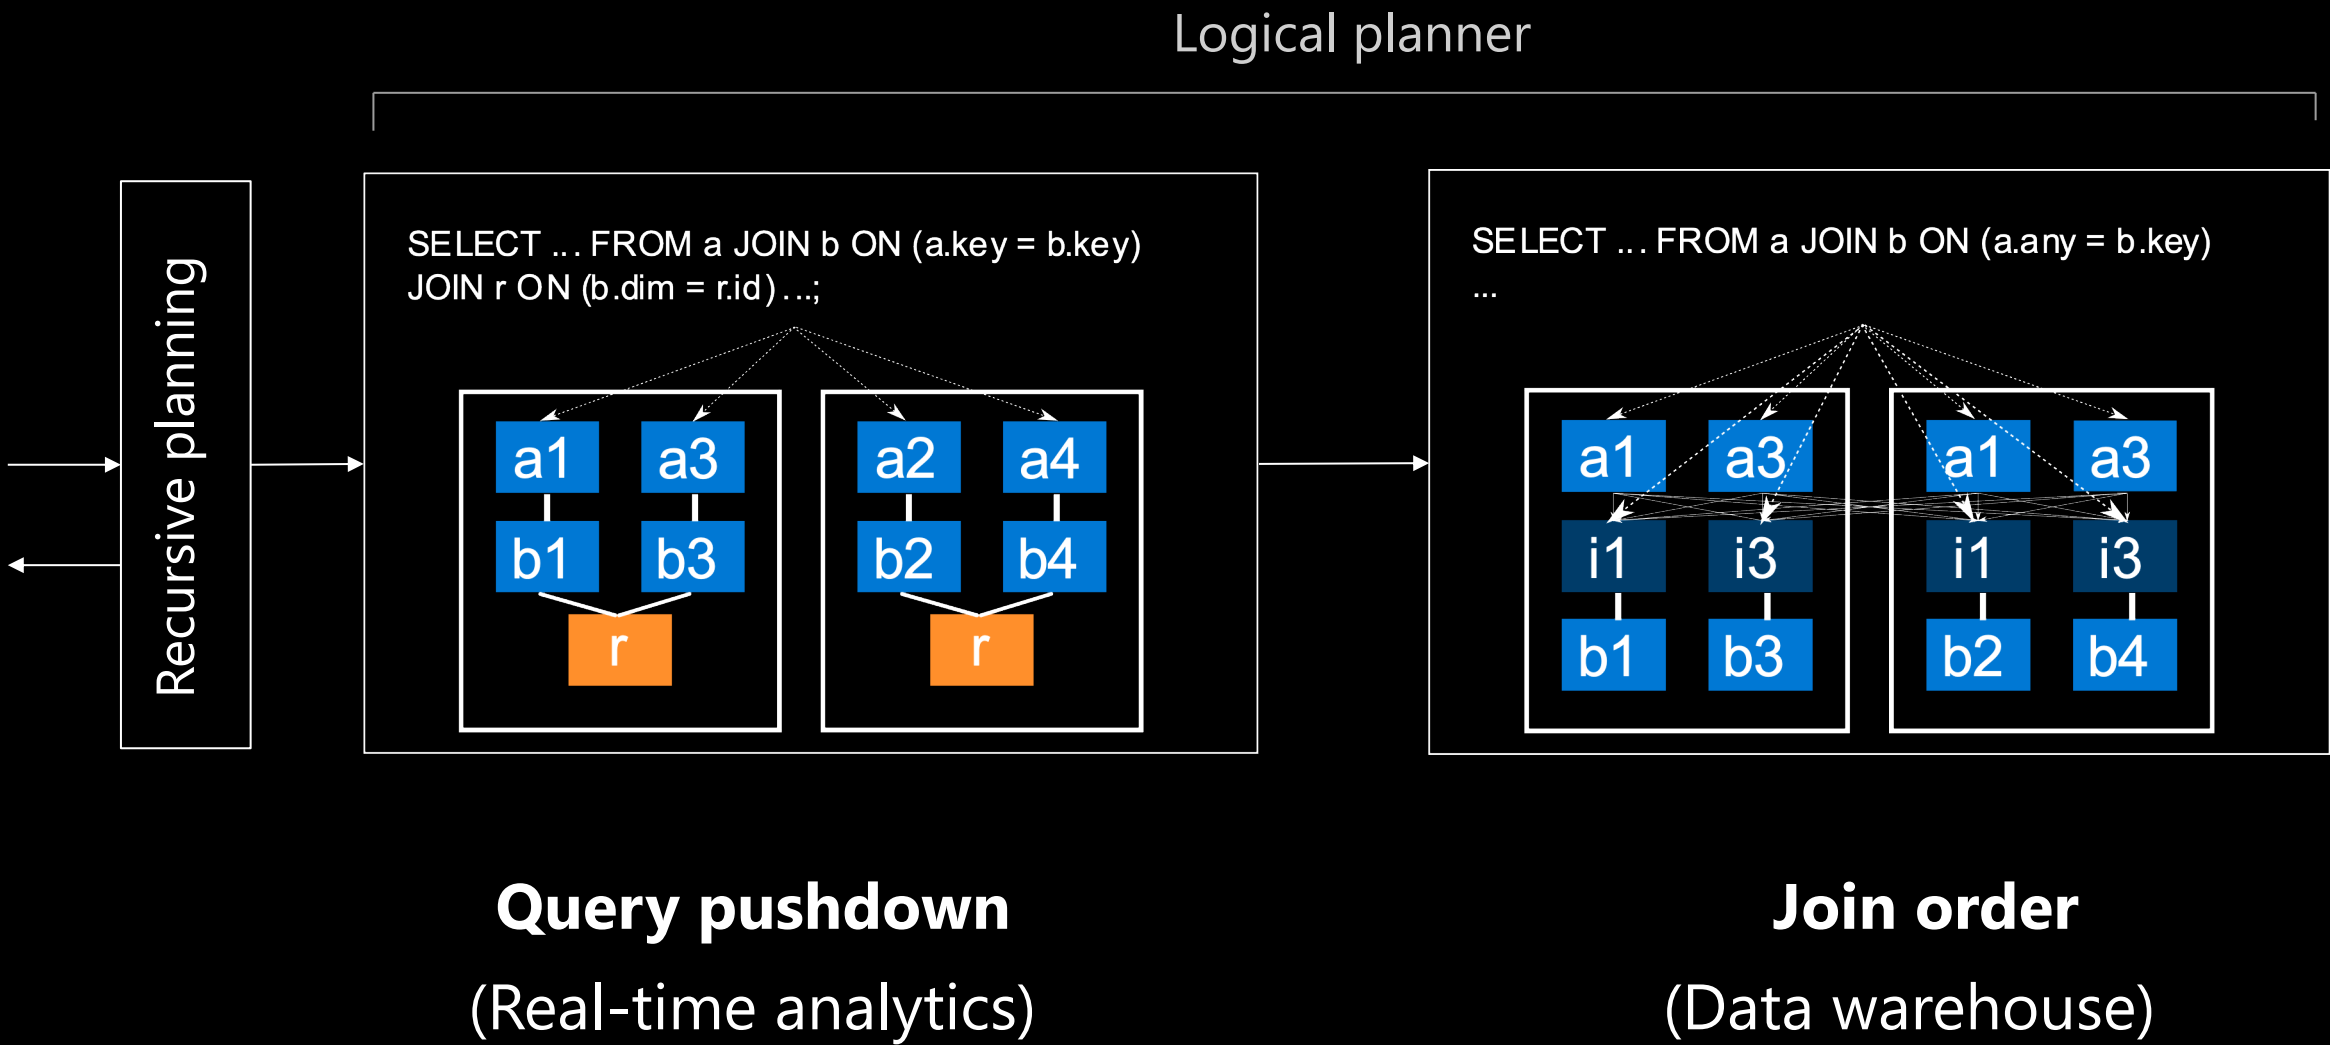 Logical planner
Recursive planning
SELECT ... FROM a JOIN b ON (a.key = b.key)
JOIN r ON (b.dim = r.id) ...;
a1 a3 a2 a4
b1 b3 b2 b4
r r
SELECT ... FROM a JOIN b ON (a.any = b.key)
...
a1 a3 a1 a3
i1 i3 i1 i3
b1 b3 b2 b4
Query pushdown
(Real-time analytics)
Join order
(Data warehouse)